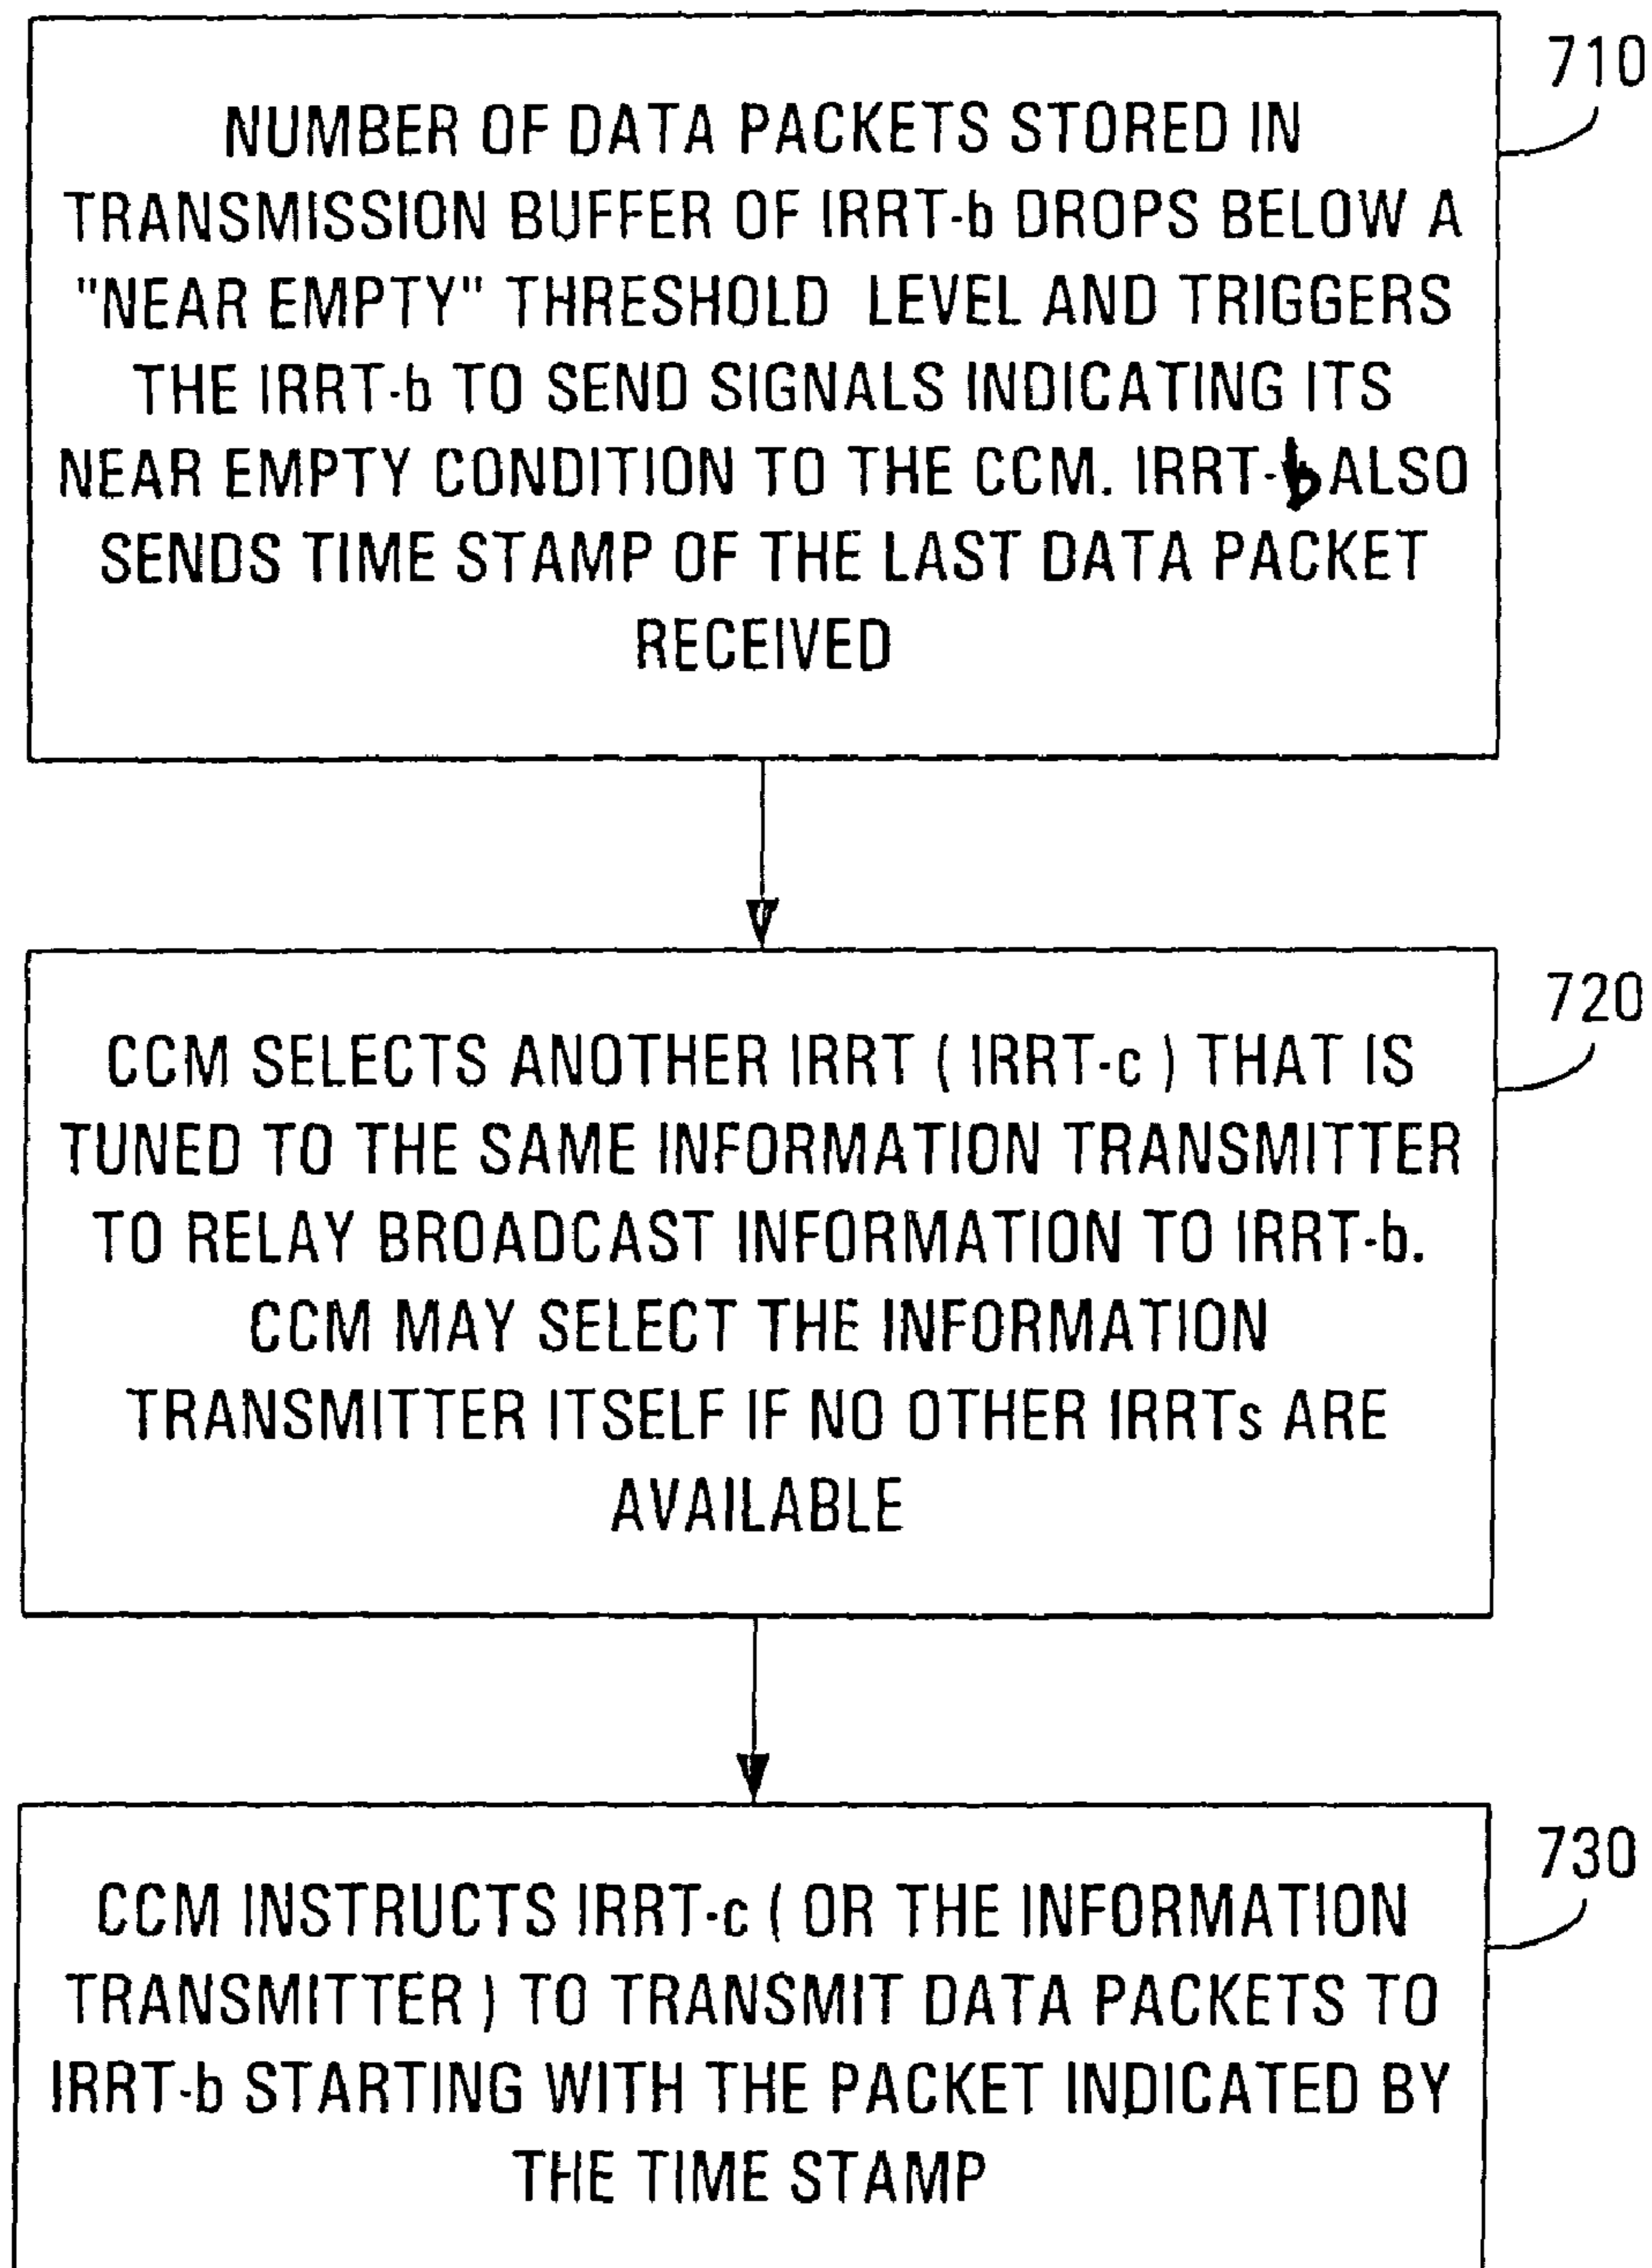 710
NUMBER OF DATA PACKETS STORED IN
TRANSMISSION BUFFER OF IRRT-b DROPS BELOW A
"NEAR EMPTY" THRESHOLD LEVEL AND TRIGGERS
THE IRRT-b TO SEND SIGNALS INDICATING ITS
NEAR EMPTY CONDITION TO THE CCM. IRRT-b ALSO
SENDS TIME STAMP OF THE LAST DATA PACKET
RECEIVED
720
CCM SELECTS ANOTHER IRRT ( IRRT-c ) THAT IS
TUNED TO THE SAME INFORMATION TRANSMITTER
TO RELAY BROADCAST INFORMATION TO IRRT-b.
CCM MAY SELECT THE INFORMATION
TRANSMITTER ITSELF IF NO OTHER IRRTs ARE
AVAILABLE
730
CCM INSTRUCTS IRRT-c ( OR THE INFORMATION
TRANSMITTER ) TO TRANSMIT DATA PACKETS TO
IRRT-b STARTING WITH THE PACKET INDICATED BY
THE TIME STAMP